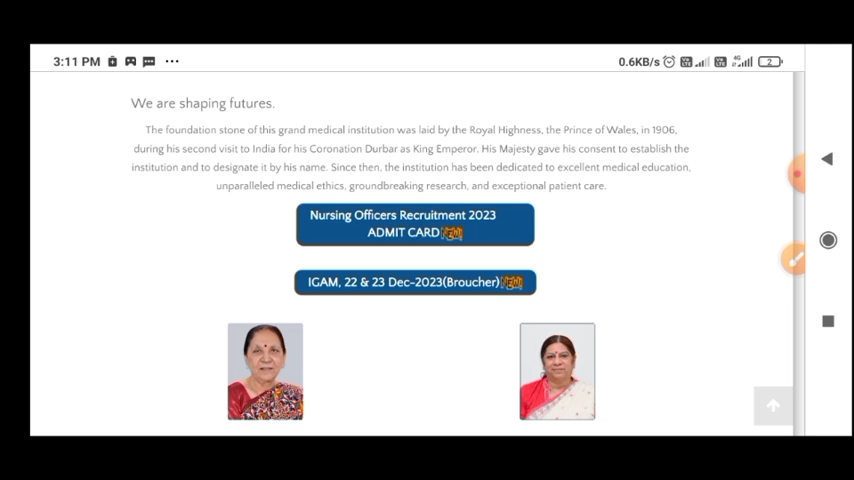 3:11 PM
0.6KB/s
4G
2
We are shaping futures.
The foundation stone of this grand medical institution was laid by the Royal Highness, the Prince of Wales, in 1906,
during his second visit to India for his Coronation Durbar as King Emperor. His Majesty gave his consent to establish the
institution and to designate it by his name. Since then, the institution has been dedicated to excellent medical education,
unparalleled medical ethics, groundbreaking research, and exceptional patient care.
Nursing Officers Recruitment 2023
ADMIT CARD NEW!
IGAM, 22 & 23 Dec-2023(Broucher) NEW!